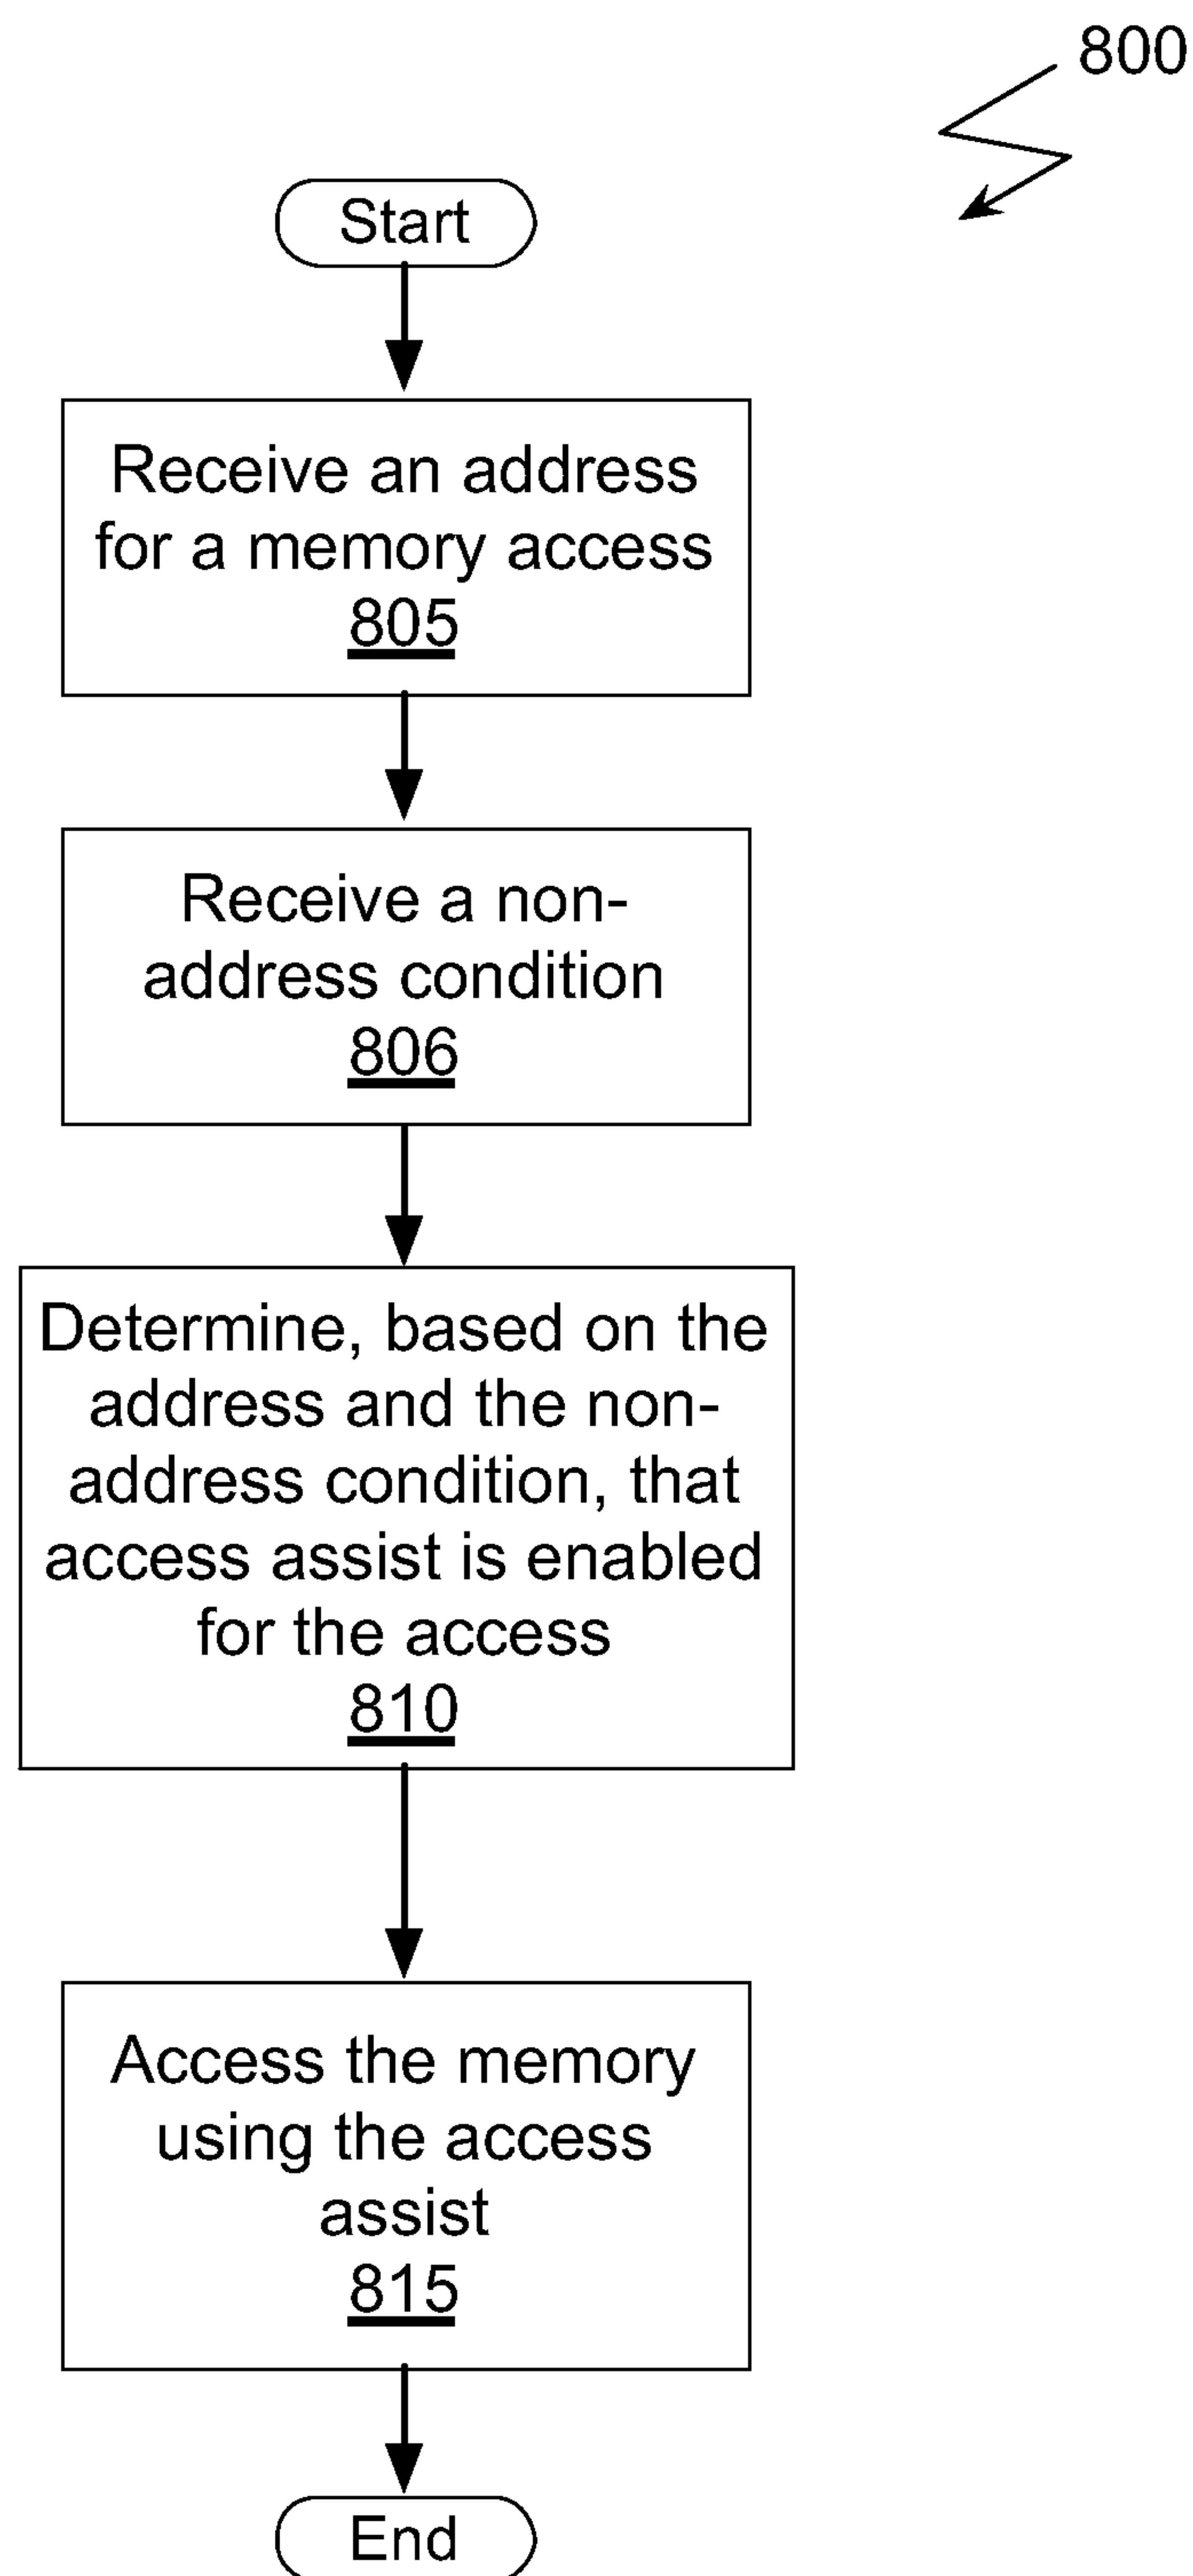 800
Start
Receive an address
for a memory access
805
Receive a non-
address condition
806
Determine, based on the
address and the non-
address condition, that
access assist is enabled
for the access
810
Access the memory
using the access
assist
815
End